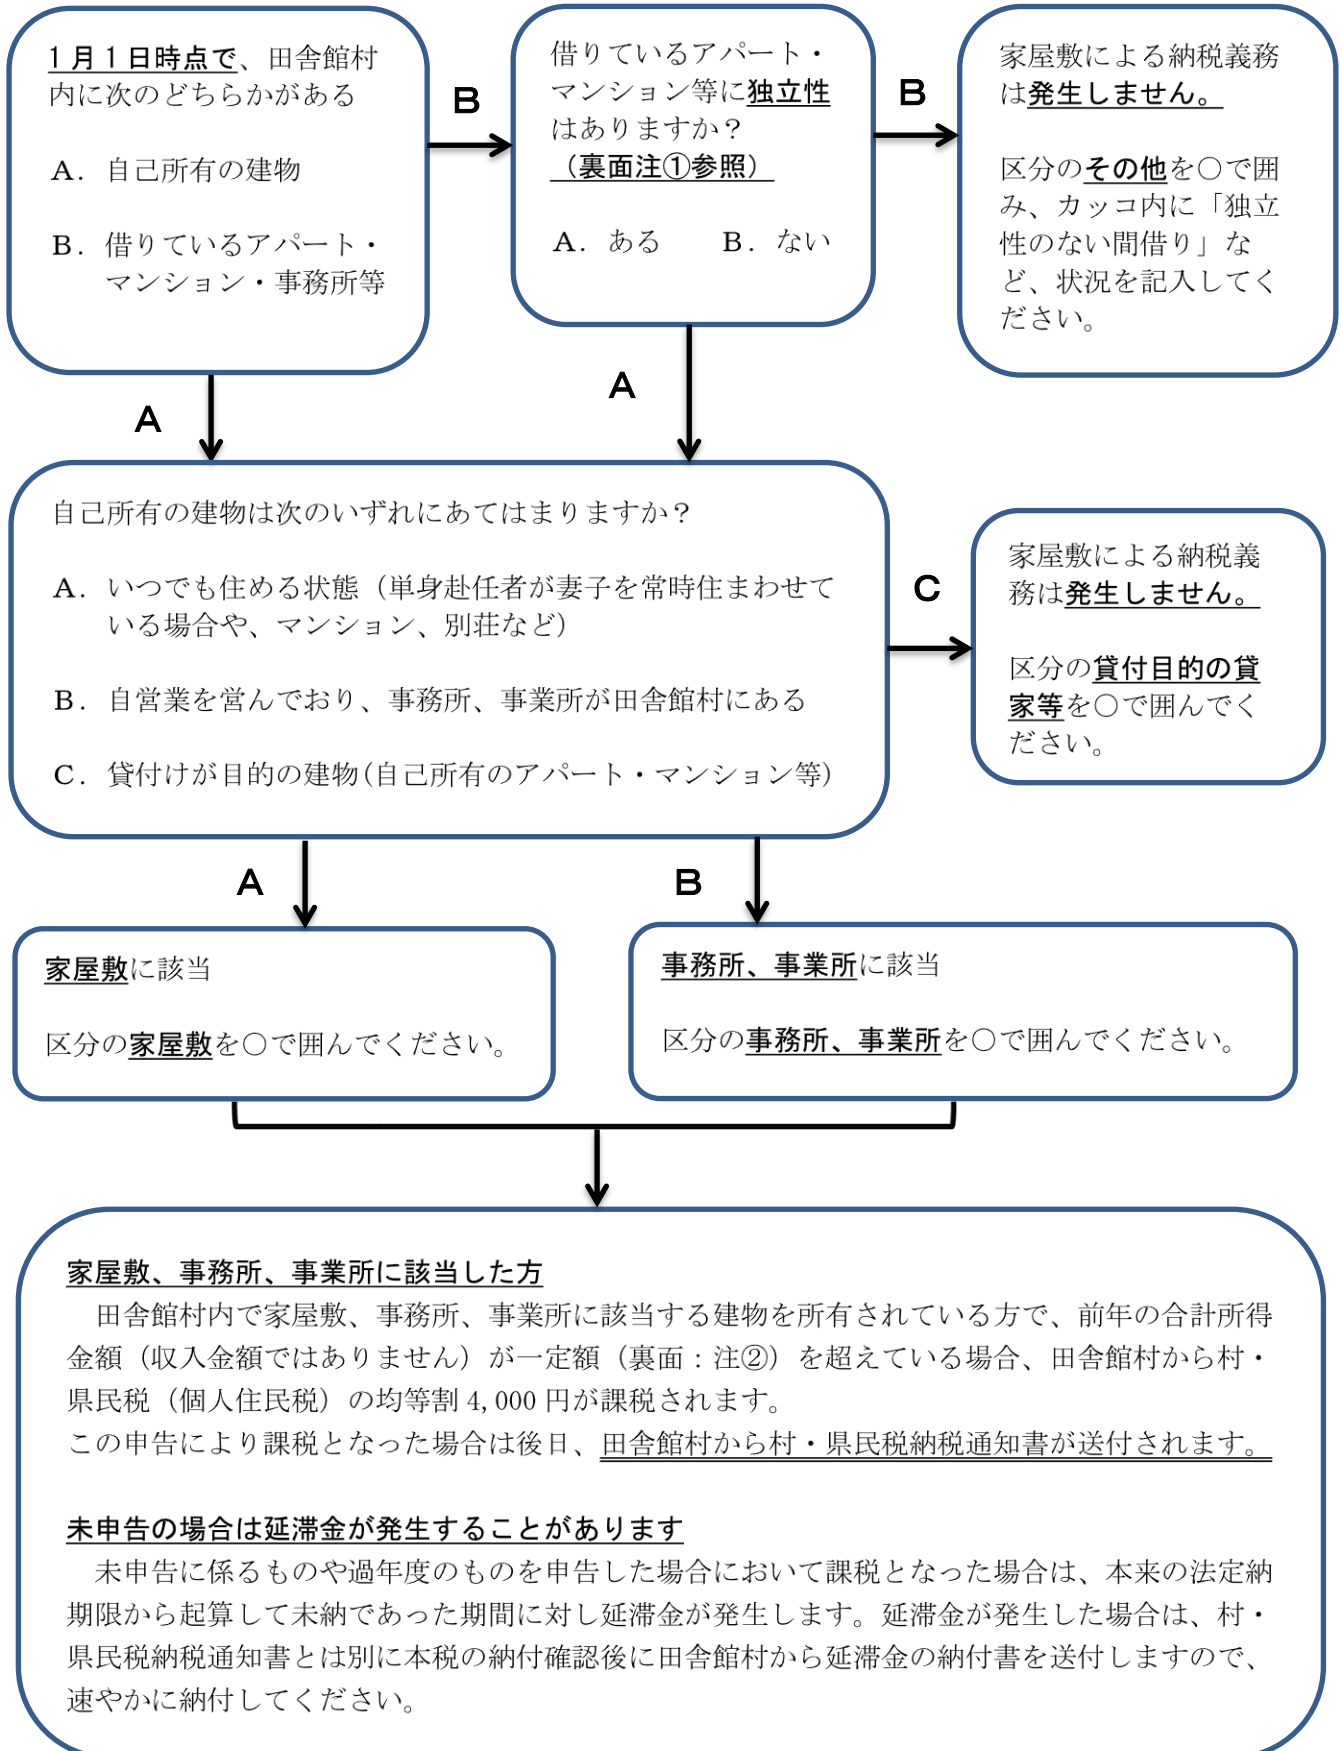 1月1日時点で、田舎館村
内に次のどちらかがある
A．自己所有の建物
B．借りているアパート・
マンション・事務所等
B
借りているアパート・
マンション等に独立性
はありますか？
（裏面注①参照）
A．ある　　B．ない
B
家屋敷による納税義務
は発生しません。
区分のその他を○で囲
み、カッコ内に「独立
性のない間借り」な
ど、状況を記入してく
ださい。
A
A
自己所有の建物は次のいずれにあてはまりますか？
A．いつでも住める状態（単身赴任者が妻子を常時住まわせて
いる場合や、マンション、別荘など）
B．自営業を営んでおり、事務所、事業所が田舎館村にある
C．貸付けが目的の建物(自己所有のアパート・マンション等)
C
家屋敷による納税義
務は発生しません。
区分の貸付目的の貸
家等を○で囲んでく
ださい。
A
B
家屋敷に該当
区分の家屋敷を○で囲んでください。
事務所、事業所に該当
区分の事務所、事業所を○で囲んでください。
家屋敷、事務所、事業所に該当した方
田舎館村内で家屋敷、事務所、事業所に該当する建物を所有されている方で、前年の合計所得
金額（収入金額ではありません）が一定額（裏面：注②）を超えている場合、田舎館村から村・
県民税（個人住民税）の均等割4,000円が課税されます。
この申告により課税となった場合は後日、田舎館村から村・県民税納税通知書が送付されます。
未申告の場合は延滞金が発生することがあります
未申告に係るものや過年度のものを申告した場合において課税となった場合は、本来の法定納
期限から起算して未納であった期間に対し延滞金が発生します。延滞金が発生した場合は、村・
県民税納税通知書とは別に本税の納付確認後に田舎館村から延滞金の納付書を送付しますので、
速やかに納付してください。